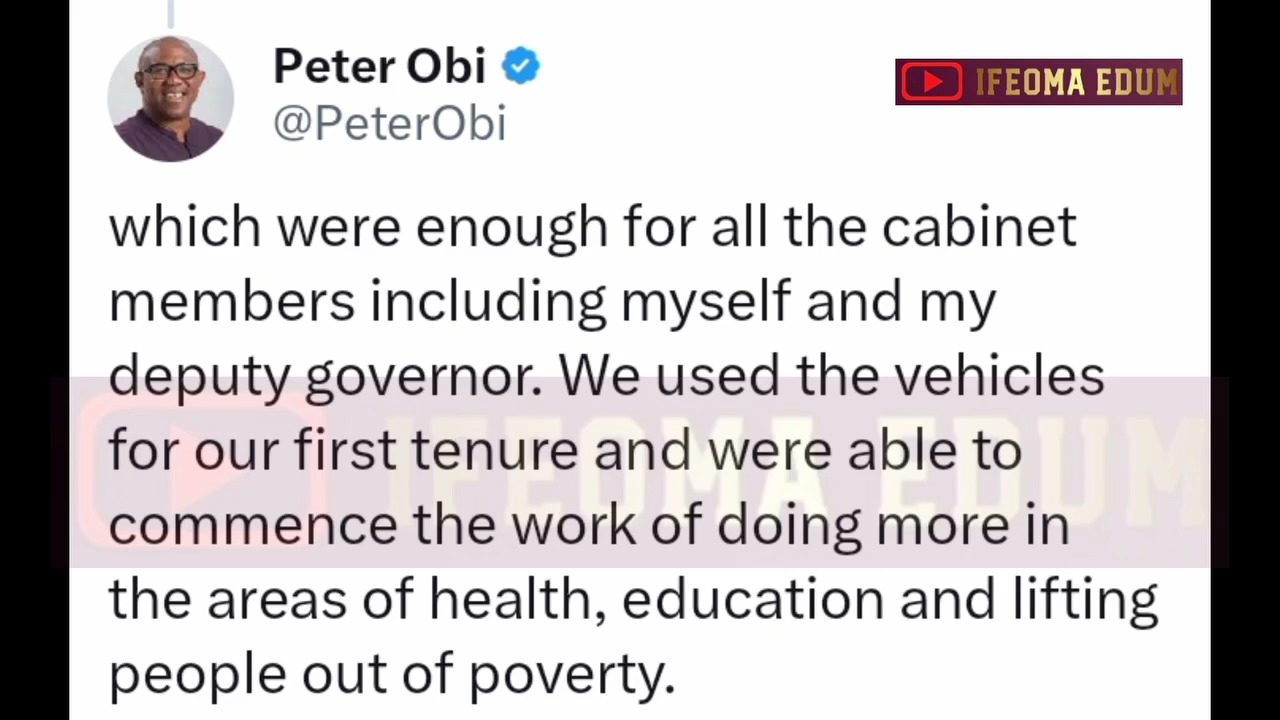 Peter Obi
@PeterObi
IFEOMA EDUM
which were enough for all the cabinet
members including myself and my
deputy governor. We used the vehicles
for our first tenure and were able to
commence the work of doing more in
the areas of health, education and lifting
people out of poverty.
IFEOMA EDUM